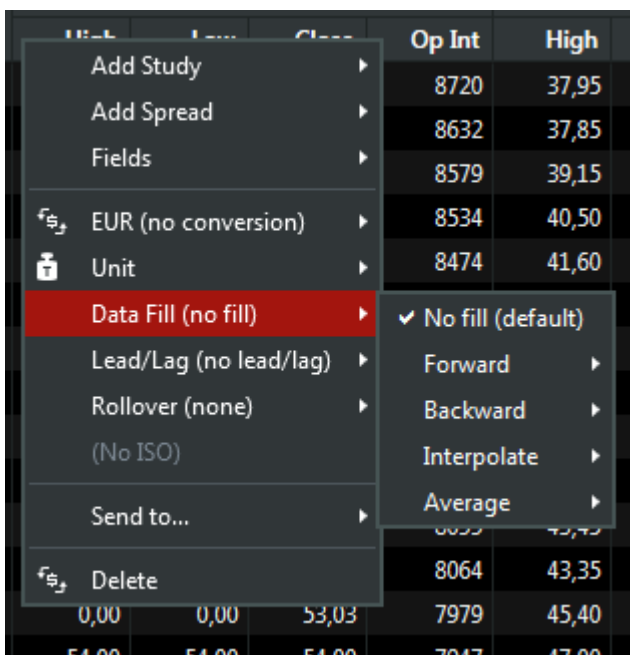 High Low Close Op Int High
Add Study
8720 37,95
Add Spread
8632 37,85
Fields
8579 39,15
EUR (no conversion)
8534 40,50
Unit
8474 41,60
Data Fill (no fill)
No fill (default)
Lead/Lag (no lead/lag)
Forward
Rollover (none)
Backward
(No ISO)
Interpolate
Send to...
Average
Delete
8064 43,35
0,00 0,00 53,03 7979 45,40